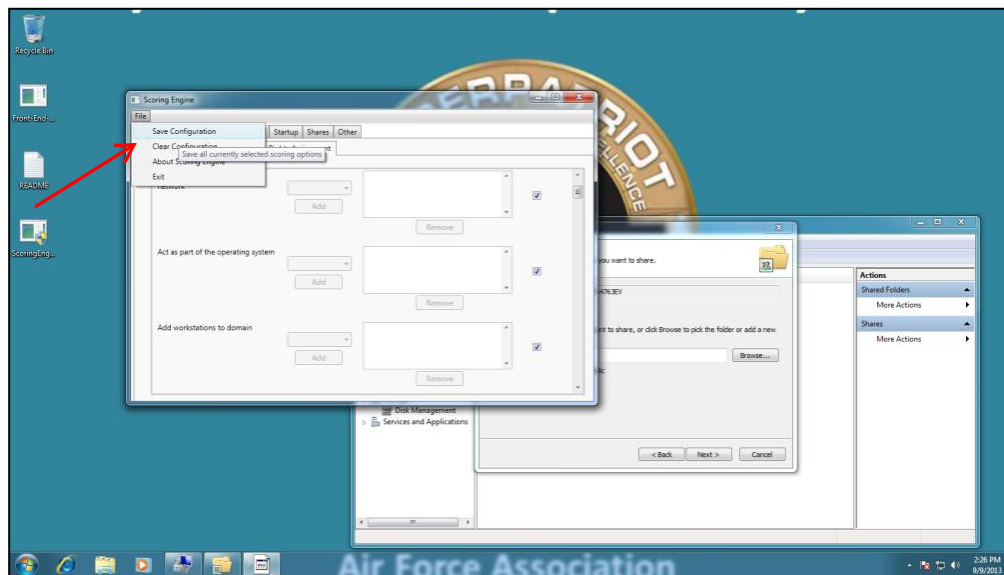 Recycle Bin
Front-End-...
README
ScoringEng...
CYBERPATRIOT
EXCELLENCE
Scoring Engine
File
Startup Shares Other
Save Configuration
Clear Configuration
Save all currently selected scoring options
About Scoring Engine
Exit
network
Add
Remove
Act as part of the operating system
Add
Remove
Add workstations to domain
Add
Remove
you want to share.
to share, or click Browse to pick the folder or add a new
Browse...
< Back Next > Cancel
Disk Management
Services and Applications
Actions
Shared Folders
More Actions
Shares
More Actions
Air Force Association
2:26 PM
9/9/2013